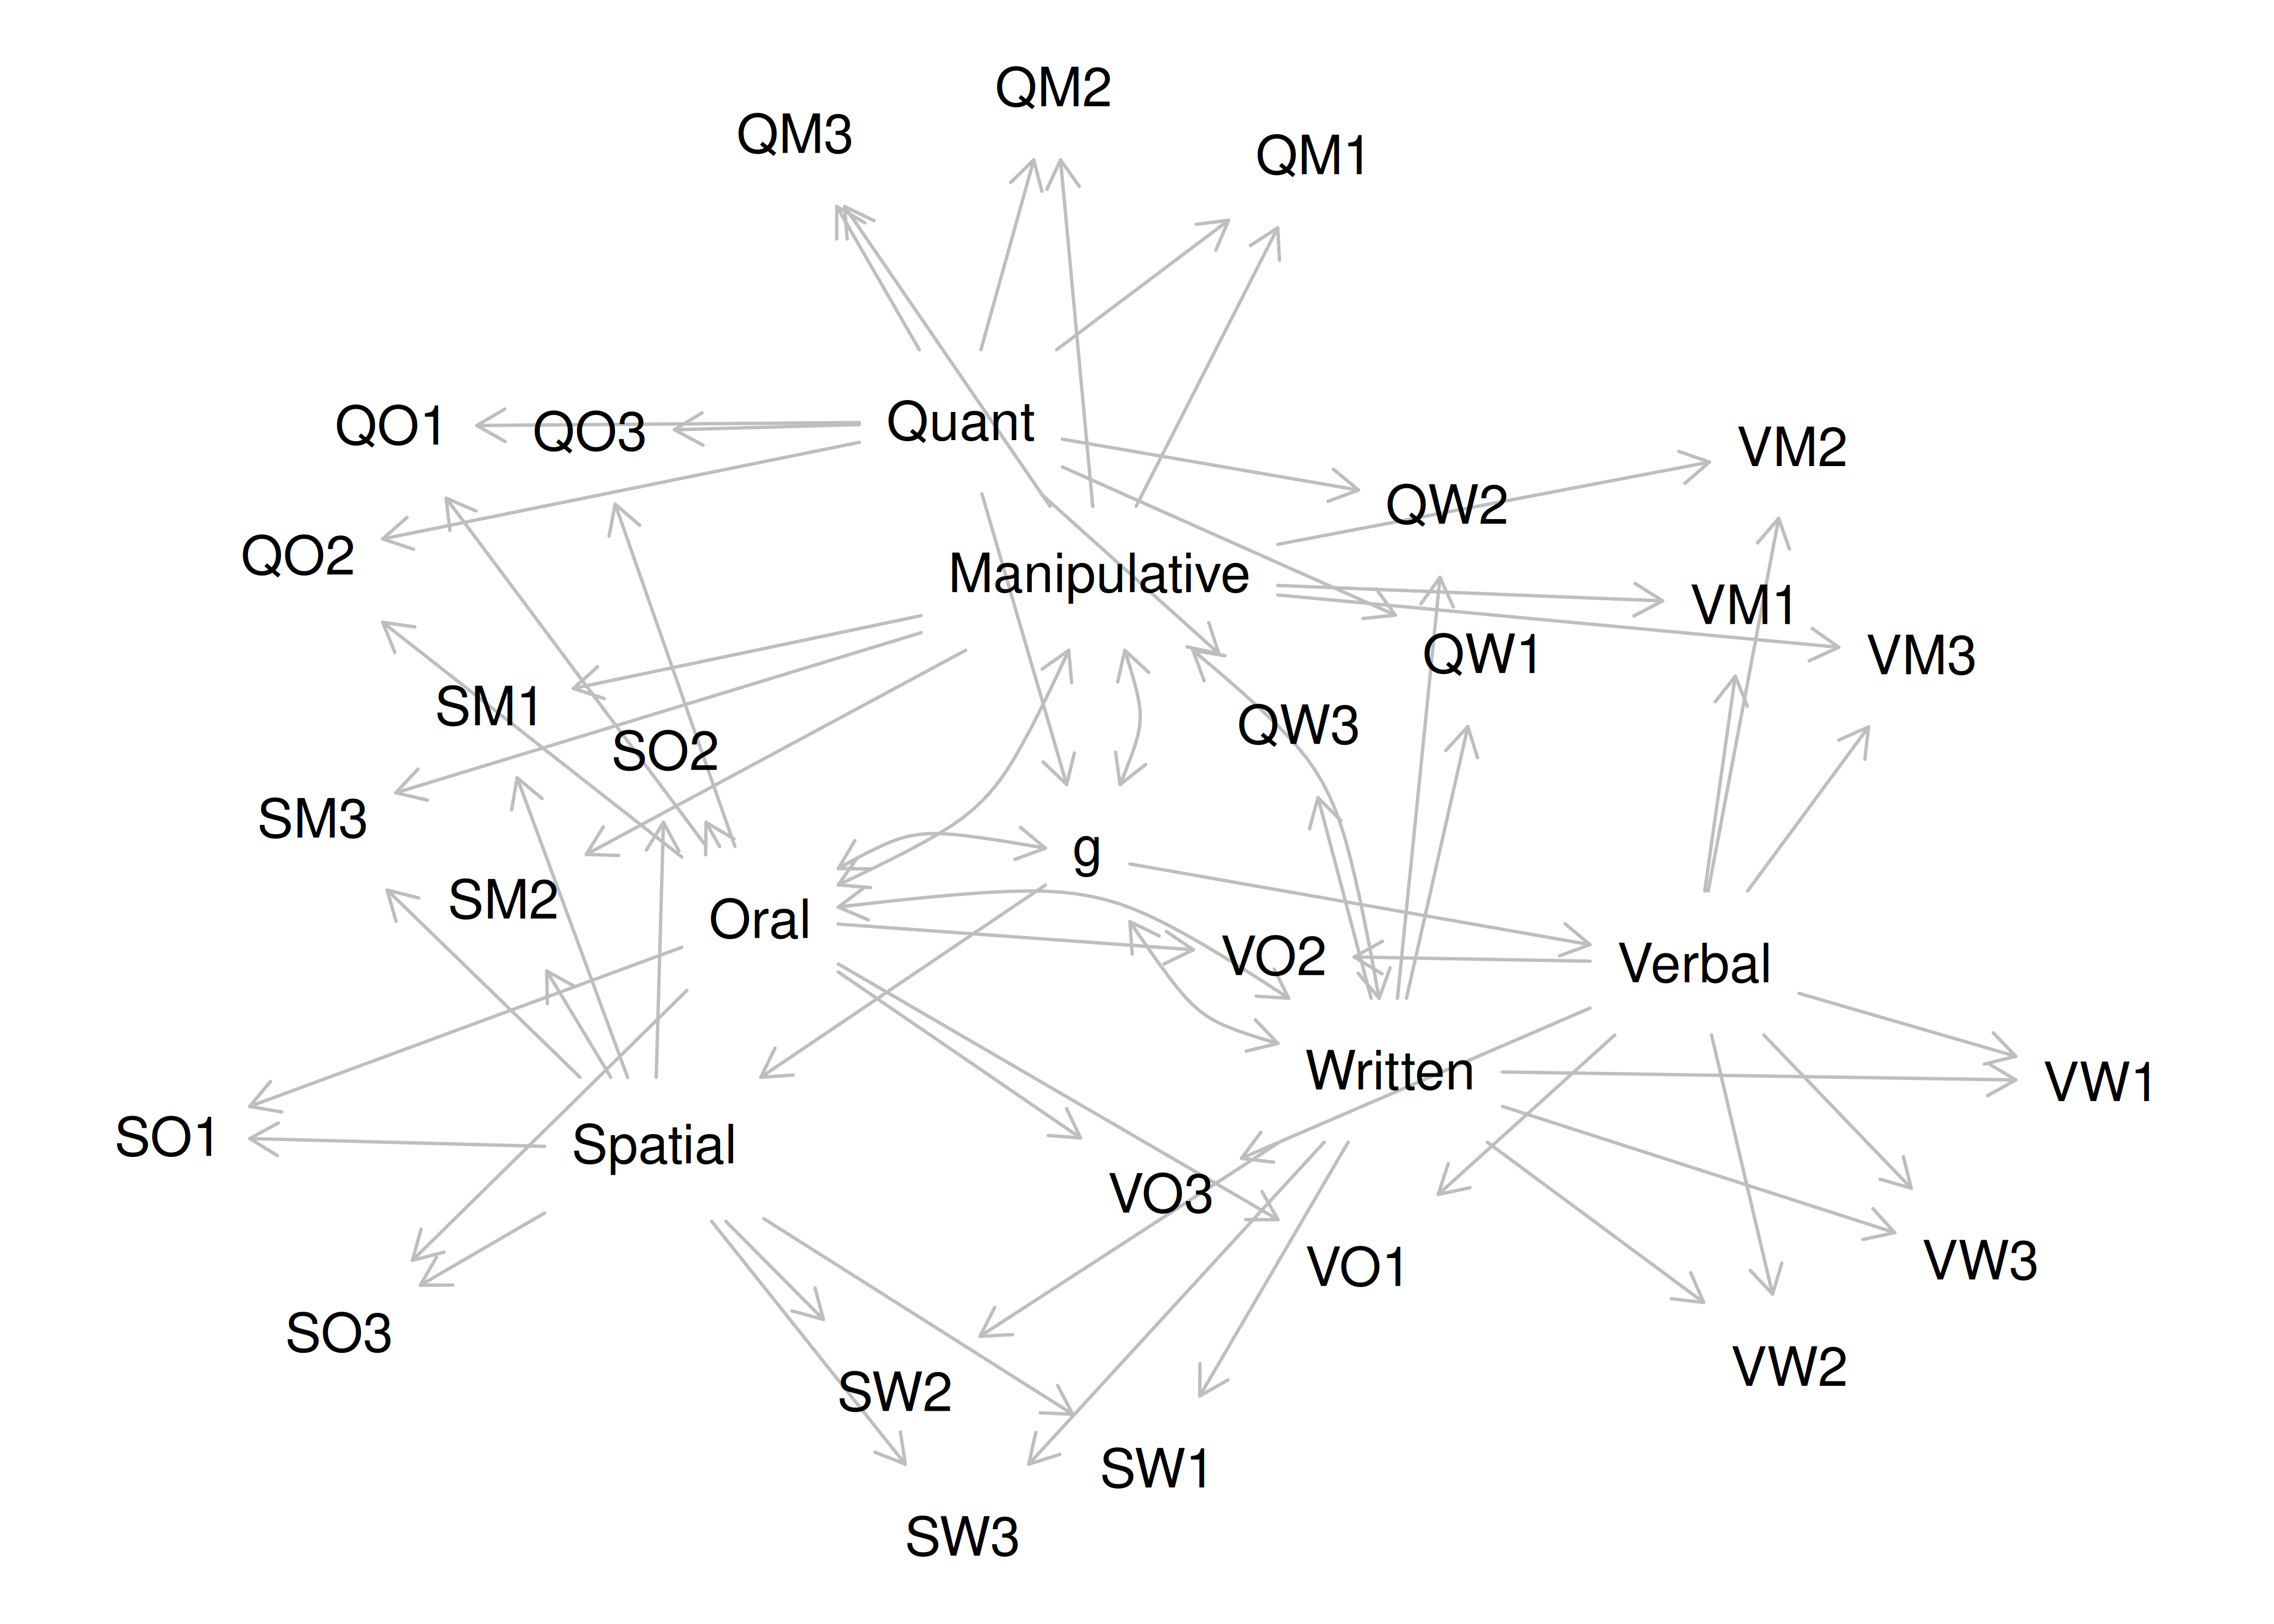 QM2
QM3
QM1
Quant
QO1
QO3
VM2
QW2
QO2
Manipulative
VM1
QW1
VM3
SM1
QW3
SO2
SM3
g
SM2
Oral
VO2
Verbal
Written
VW1
SO1
Spatial
VO3
VO1
VW3
SO3
VW2
SW2
SW1
SW3